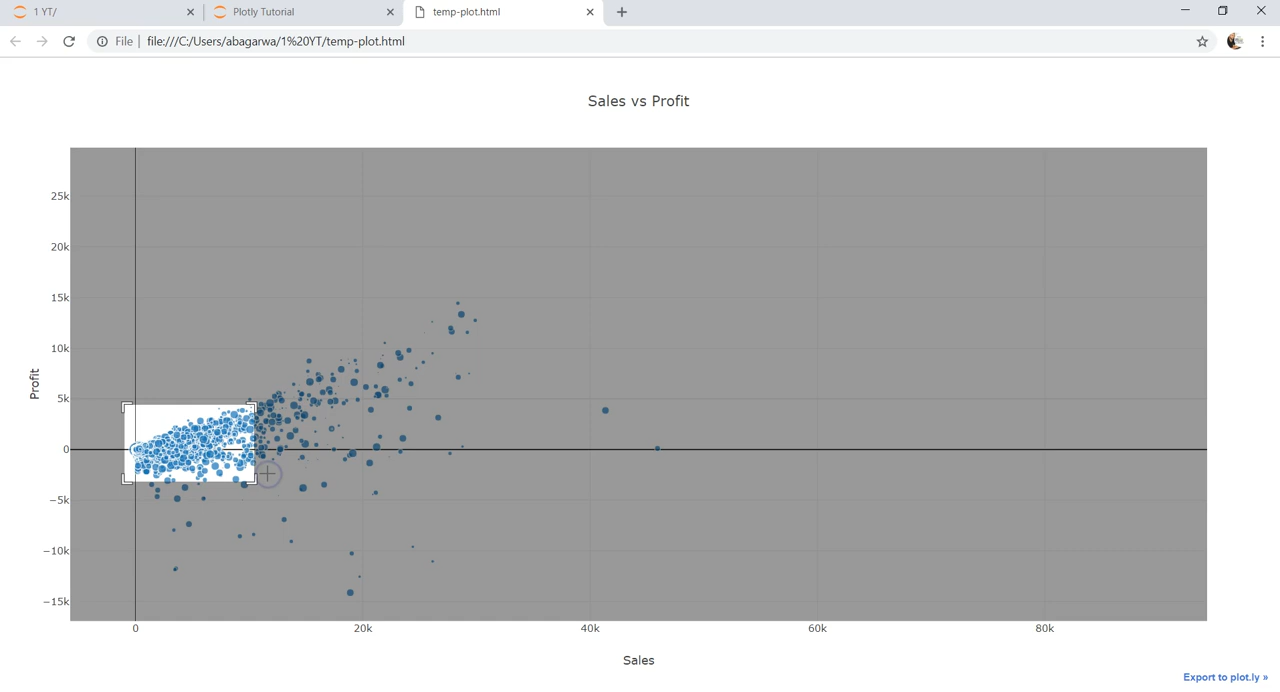 1 YT/
Plotly Tutorial
temp-plot.html
File
file:///C:/Users/abagarwa/1%20YT/temp-plot.html
Sales vs Profit
25k
20k
15k
10k
5k
0
−5k
−10k
−15k
Profit
0
20k
40k
60k
80k
Sales
Export to plot.ly »